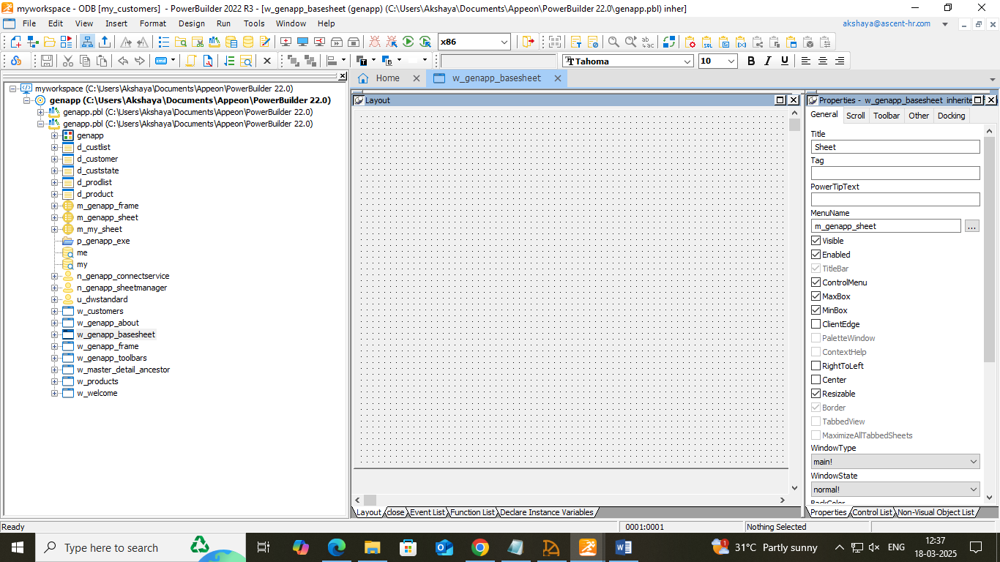 myworkspace - ODB [my_customers] - PowerBuilder 2022 R3 - [w_genapp_basesheet (genapp) (C:\Users\Akshaya\Documents\Appeon\PowerBuilder 22.0\genapp.pbl) inher]
File Edit View Insert Format Design Run Tools Window Help
akshaya@ascent-hr.com
x86
Tahoma
10
B I U
myworkspace (C:\Users\Akshaya\Documents\Appeon\PowerBuilder 22.0)
genapp (C:\Users\Akshaya\Documents\Appeon\PowerBuilder 22.0)
genapp.pbl (C:\Users\Akshaya\Documents\Appeon\PowerBuilder 22.0)
genapp.pbl (C:\Users\Akshaya\Documents\Appeon\PowerBuilder 22.0)
genapp
d_custlist
d_customer
d_custstate
d_prodlist
d_product
m_genapp_frame
m_genapp_sheet
m_my_sheet
p_genapp_exe
me
my
n_genapp_connectservice
n_genapp_sheetmanager
u_dwstandard
w_customers
w_genapp_about
w_genapp_basesheet
w_genapp_frame
w_genapp_toolbars
w_master_detail_ancestor
w_products
w_welcome
Home
w_genapp_basesheet
Layout
Layout close Event List Function List Declare Instance Variables
Properties - w_genapp_basesheet inherite
General Scroll Toolbar Other Docking
Title
Sheet
Tag
PowerTipText
MenuName
m_genapp_sheet
...
Visible
Enabled
TitleBar
ControlMenu
MaxBox
MinBox
ClientEdge
PaletteWindow
ContextHelp
RightToLeft
Center
Resizable
Border
TabbedView
MaximizeAllTabbedSheets
WindowType
main!
WindowState
normal!
BackColor
Properties Control List Non-Visual Object List
Ready
0001:0001
Nothing Selected
Type here to search
31°C Partly sunny
ENG
12:37
18-03-2025